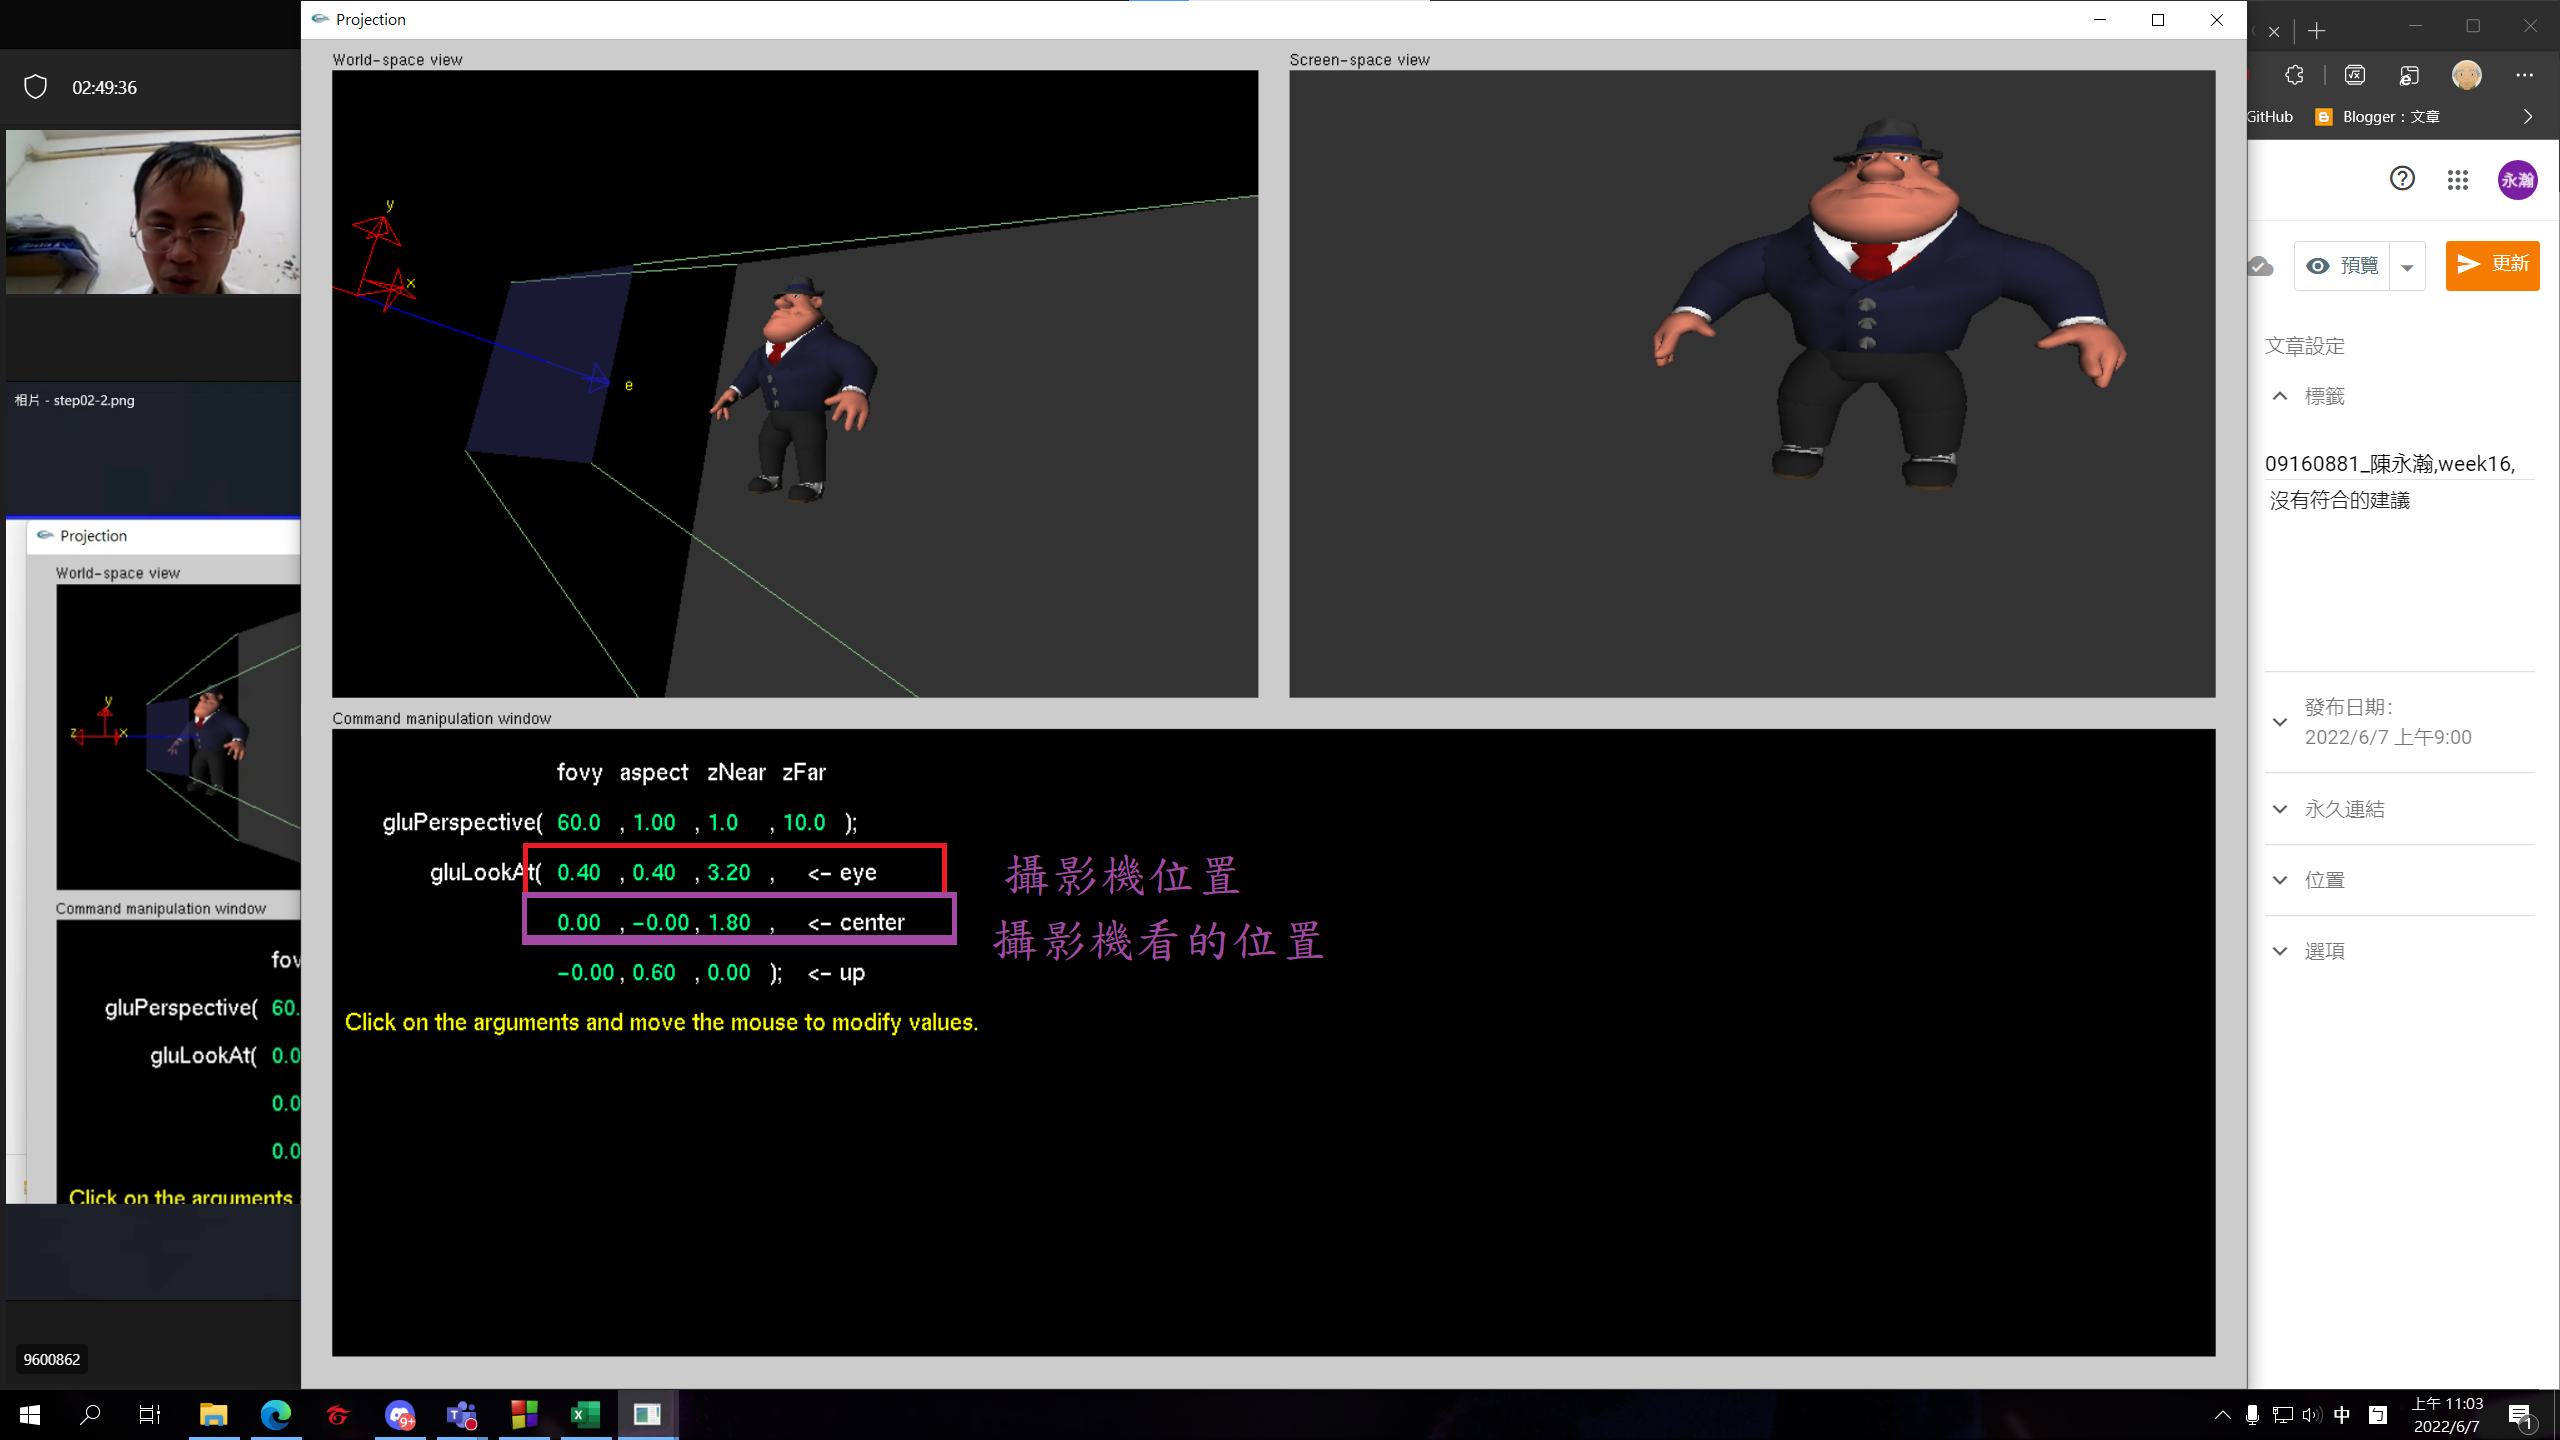 Projection
World-space view
Screen-space view
02:49:36
GitHub
Blogger：文章
永瀚
預覽
更新
y
x
e
文章設定
標籤
相片 - step02-2.png
09160881_陳永瀚,week16,
沒有符合的建議
Projection
World-space view
y
z
x
發布日期：
2022/6/7 上午9:00
永久連結
位置
選項
Command manipulation window
fovy aspect zNear zFar
gluPerspective( 60.0 , 1.00 , 1.0 , 10.0 );
gluLookAt( 0.40 , 0.40 , 3.20 , <- eye
攝影機位置
0.00 , -0.00 , 1.80 , <- center
攝影機看的位置
-0.00 , 0.60 , 0.00 ); <- up
Click on the arguments and move the mouse to modify values.
Command manipulation window
fov
gluPerspective( 60.
gluLookAt( 0.0
0.0
0.0
Click on the arguments
9600862
9+
中
上午 11:03
2022/6/7
1